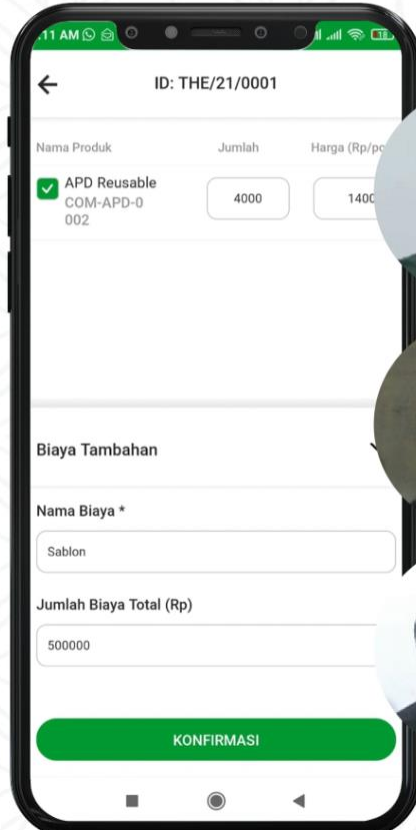 :11 AM
ID: THE/21/0001
Nama Produk Jumlah Harga (Rp/pc
APD Reusable
COM-APD-0
002
4000 1400
Biaya Tambahan
Nama Biaya *
Sablon
Jumlah Biaya Total (Rp)
500000
KONFIRMASI